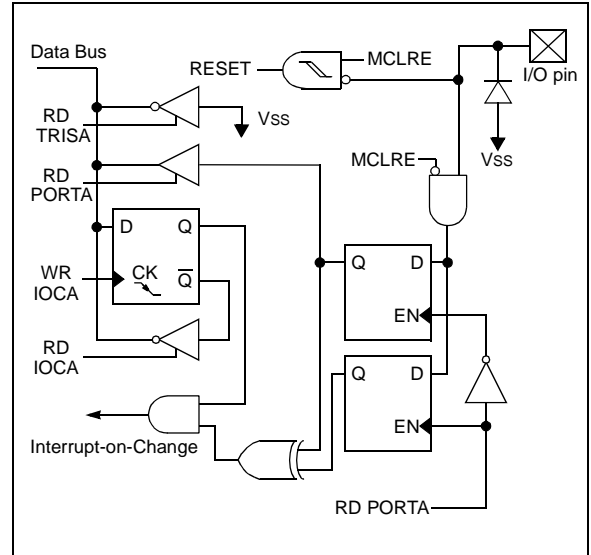 Data Bus
RESET
MCLRE
I/O pin
RD
TRISA
VSS
VSS
RD
PORTA
MCLRE
D
Q
Q
D
WR
IOCA
CK
Q
EN
RD
IOCA
Q
D
EN
Interrupt-on-Change
RD PORTA